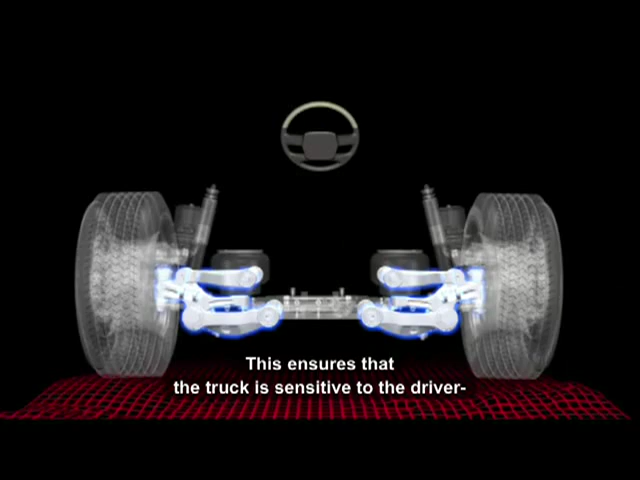 This ensures that
the truck is sensitive to the driver-